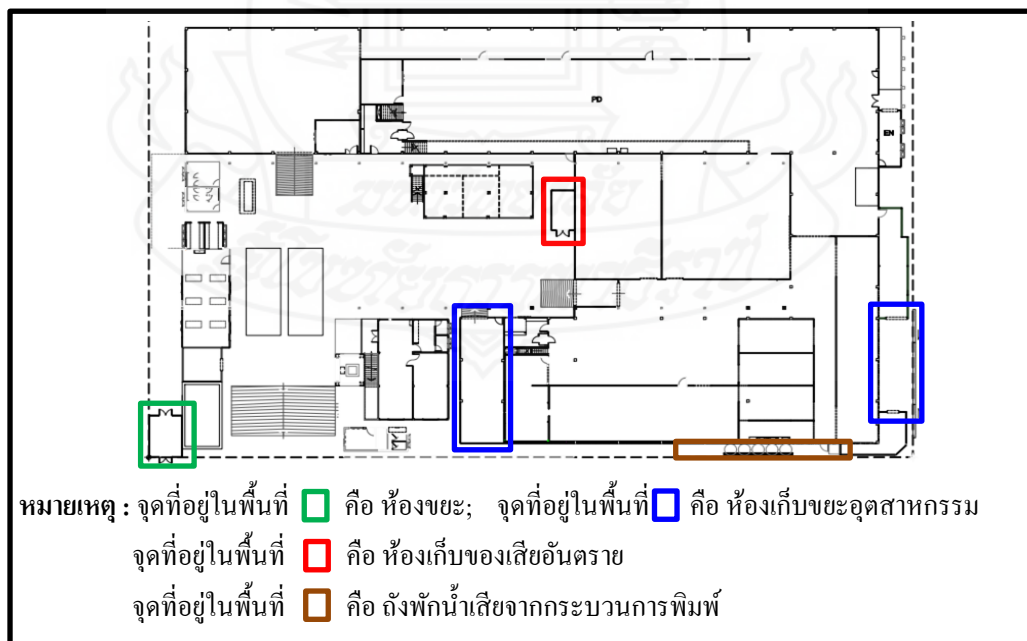 PD
EN
หมายเหตุ : จุดที่อยู่ในพื้นที่ คือ ห้องขยะ; จุดที่อยู่ในพื้นที่ คือ ห้องเก็บขยะอุตสาหกรรม
จุดที่อยู่ในพื้นที่ คือ ห้องเก็บของเสียอันตราย
จุดที่อยู่ในพื้นที่ คือ ถังพักน้ำเสียจากกระบวนการพิมพ์